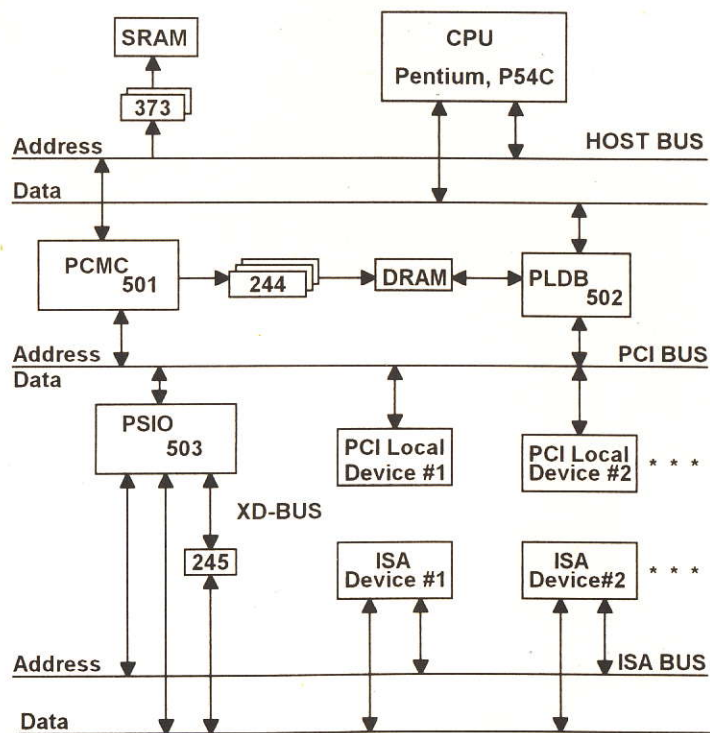 SRAM
CPU
Pentium, P54C
373
Address
HOST BUS
Data
PCMC
501
244
DRAM
PLDB
502
Address
PCI BUS
Data
PSIO
503
PCI Local
Device #1
PCI Local
Device #2
* * *
XD-BUS
245
ISA
Device #1
ISA
Device#2
* * *
Address
ISA BUS
Data